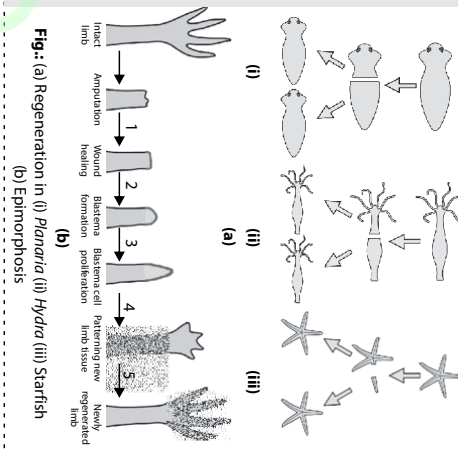 (i)
(ii)
(iii)
(a)
Intact
limb
Amputation
1
Wound
healing
2
Blastema
formation
3
Blastema cell
proliferation
4
Patterning new
limb tissue
5
Newly
regenerated
limb
(b)
Fig.: (a) Regeneration in (i) Planaria (ii) Hydra (iii) Starfish
(b) Epimorphosis